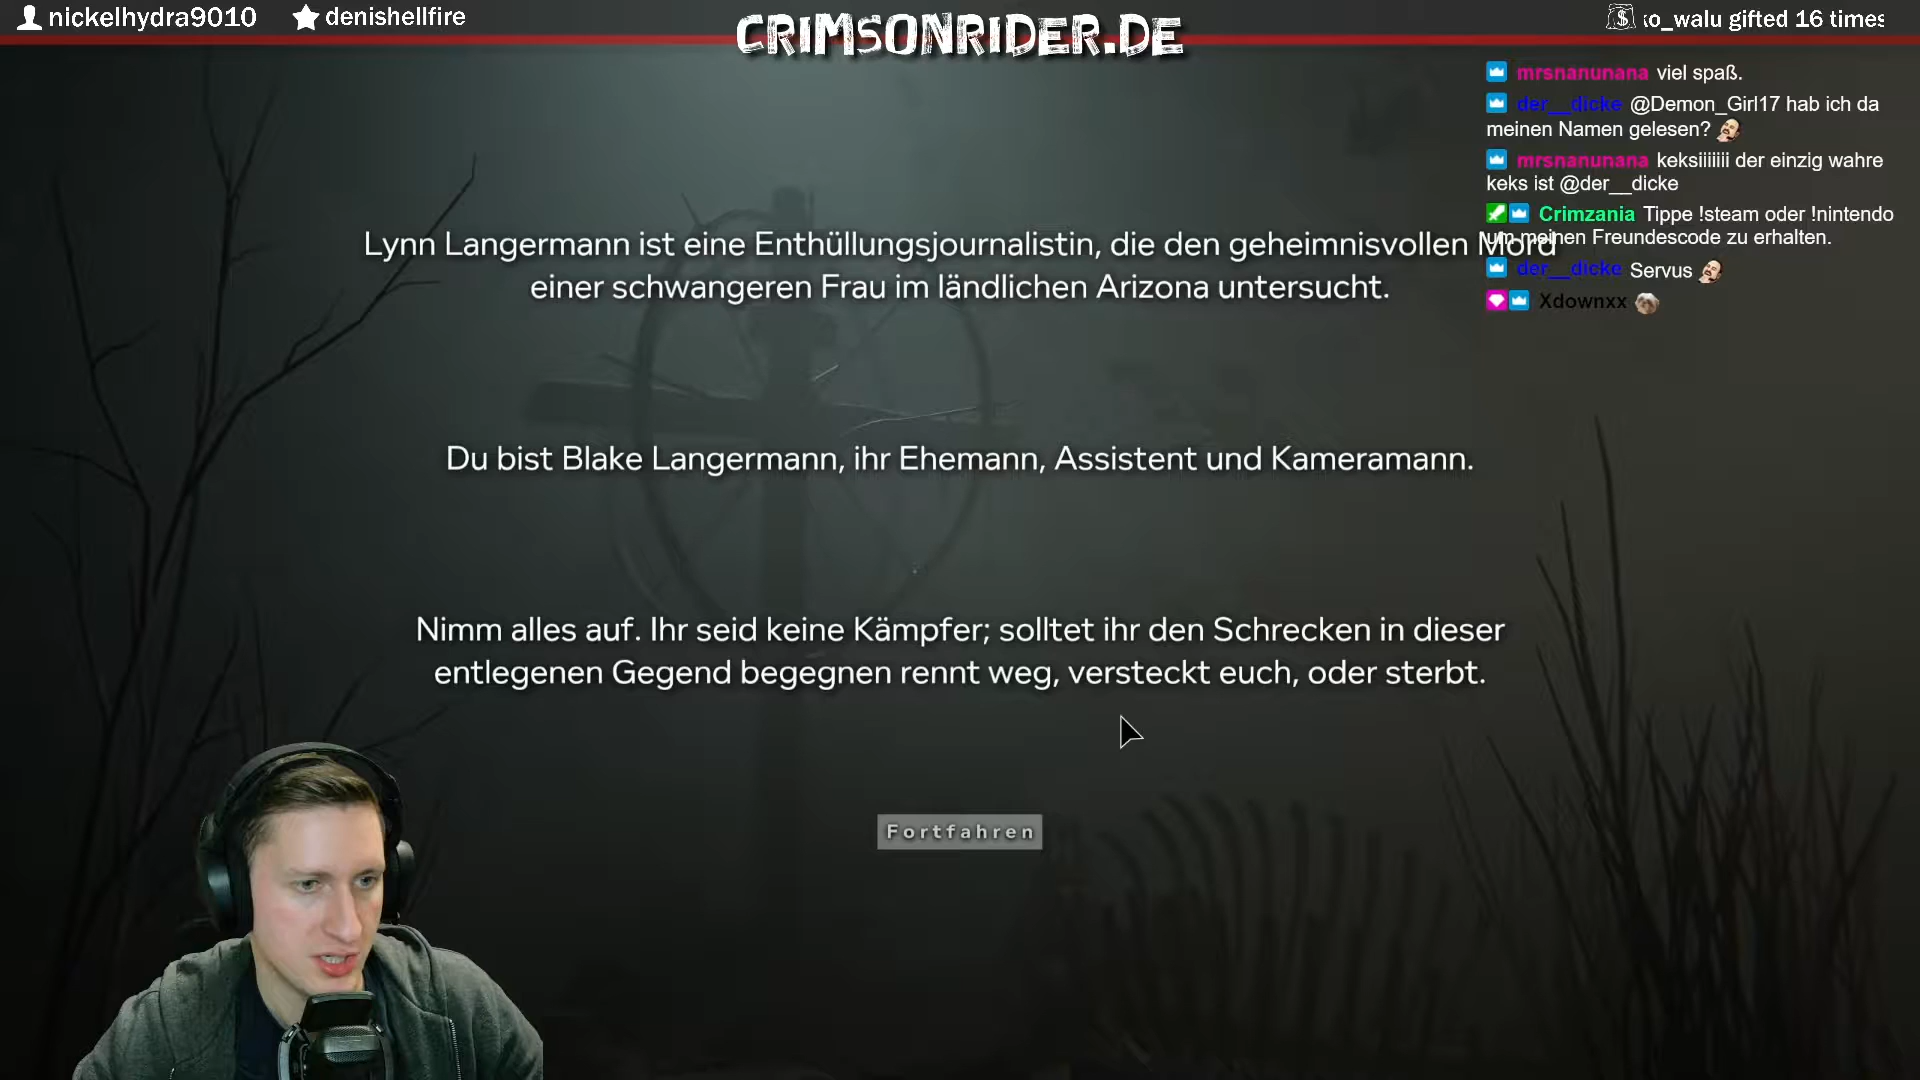 nickelhydra9010
denishellfire
CRIMSONRIDER.DE
ko_walu gifted 16 times
mrsnanunana viel spaß.
der__dicke @Demon_Girl17 hab ich da
meinen Namen gelesen?
mrsnanunana keksiiiiiii der einzig wahre
keks ist @der__dicke
Crimzania Tippe !steam oder !nintendo
um meinen Freundescode zu erhalten.
der__dicke Servus
Xdownxx
Lynn Langermann ist eine Enthüllungsjournalistin, die den geheimnisvollen Mord
einer schwangeren Frau im ländlichen Arizona untersucht.
Du bist Blake Langermann, ihr Ehemann, Assistent und Kameramann.
Nimm alles auf. Ihr seid keine Kämpfer; solltet ihr den Schrecken in dieser
entlegenen Gegend begegnen rennt weg, versteckt euch, oder sterbt.
Fortfahren